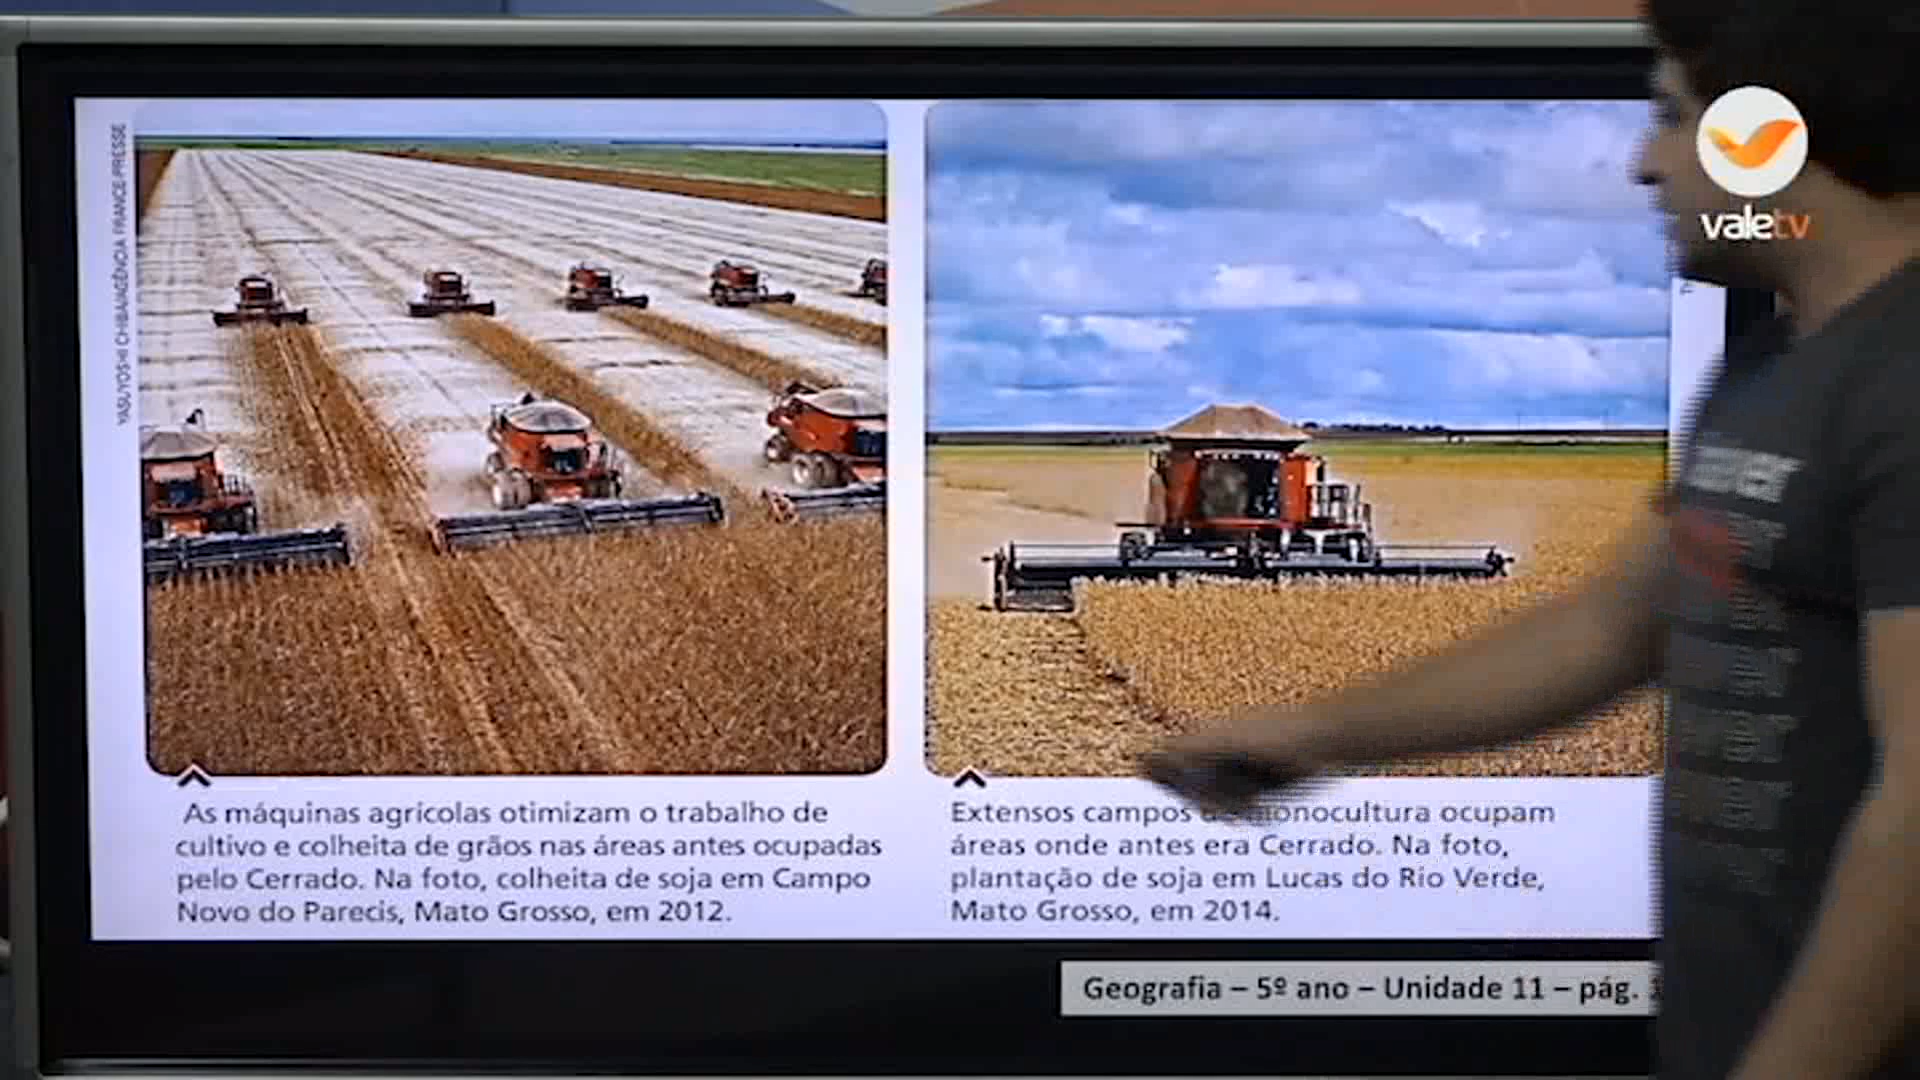 YASUYOSHI CHIBA/AGÊNCIA FRANCE-PRESSE
valetv
As máquinas agrícolas otimizam o trabalho de
cultivo e colheita de grãos nas áreas antes ocupadas
pelo Cerrado. Na foto, colheita de soja em Campo
Novo do Parecis, Mato Grosso, em 2012.
Extensos campos monocultura ocupam
áreas onde antes era Cerrado. Na foto,
plantação de soja em Lucas do Rio Verde,
Mato Grosso, em 2014.
Geografia – 5º ano – Unidade 11 – pág.